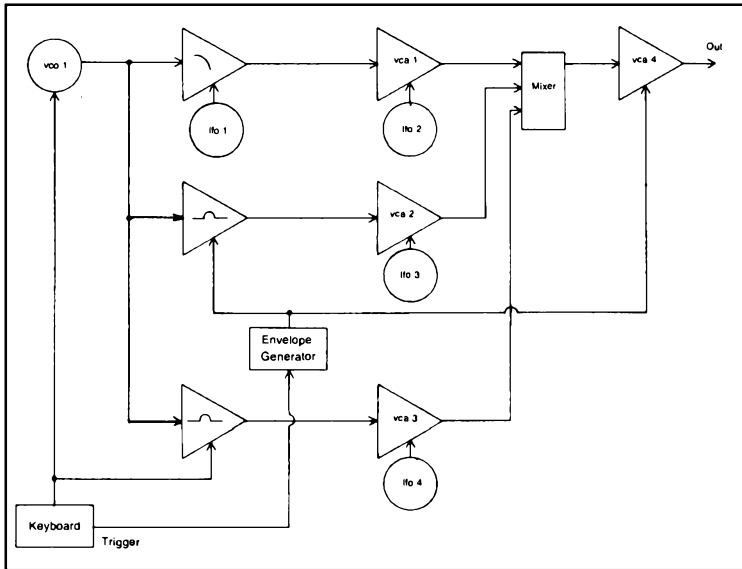 vco 1
lfo 1
vca 1
lfo 2
Mixer
vca 4
Out
vca 2
lfo 3
Envelope
Generator
vca 3
lfo 4
Keyboard
Trigger